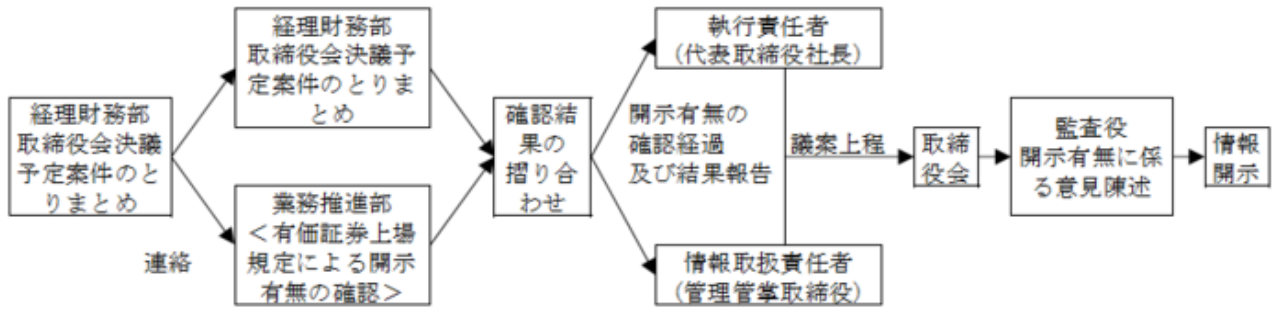 経理財務部
取締役会決議
予定案件のと
りまとめ
連絡
経理財務部
取締役会決議予
定案件のとりま
とめ
業務推進部
＜有価証券上場
規定による開示
有無の確認＞
確認結
果の
摺り合
わせ
執行責任者
（代表取締役社長）
開示有無の
確認経過
及び結果報告
情報取扱責任者
（管理管掌取締役）
議案上程
取締
役会
監査役
開示有無に係
る意見陳述
情報
開示